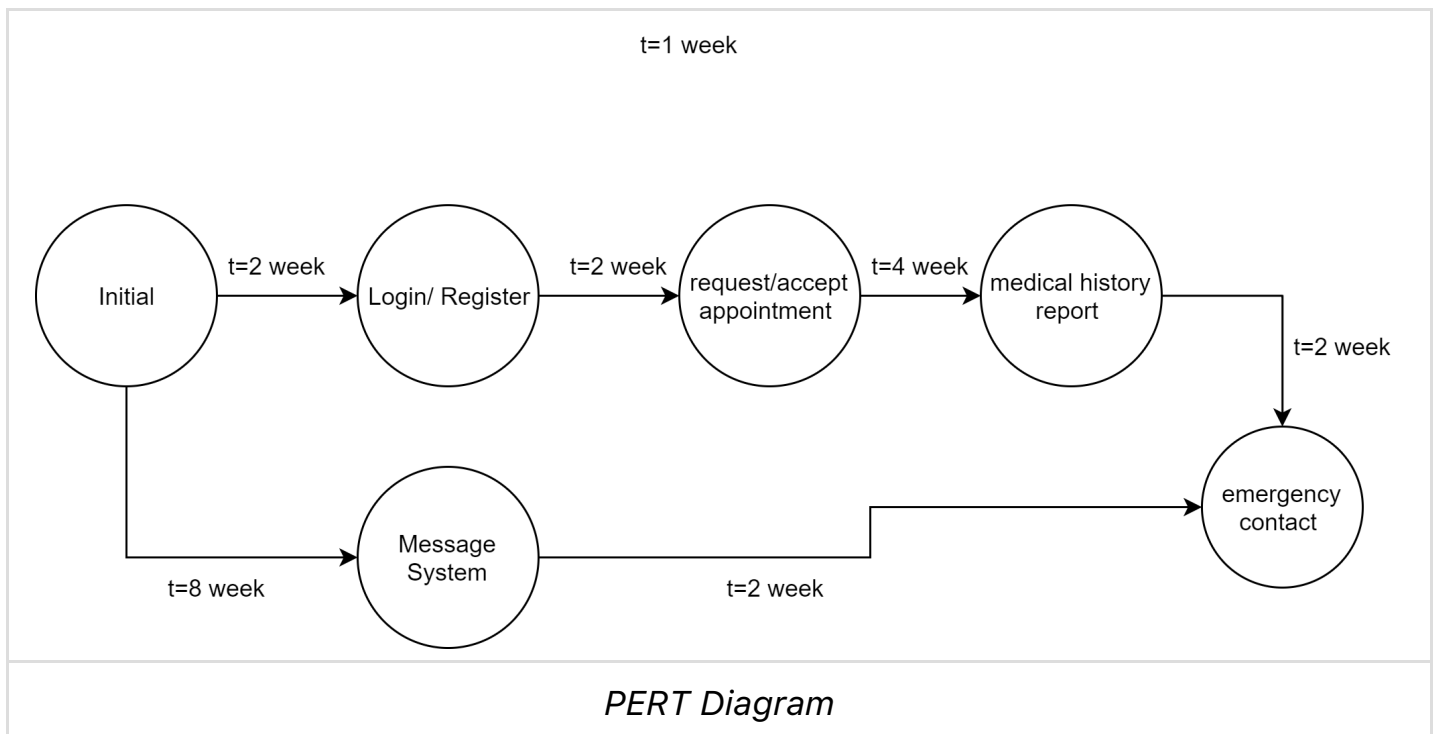 t=1 week
Initial
t=2 week
Login/ Register
t=2 week
request/accept
appointment
t=4 week
medical history
report
t=2 week
emergency
contact
Message
System
t=8 week
t=2 week
PERT Diagram